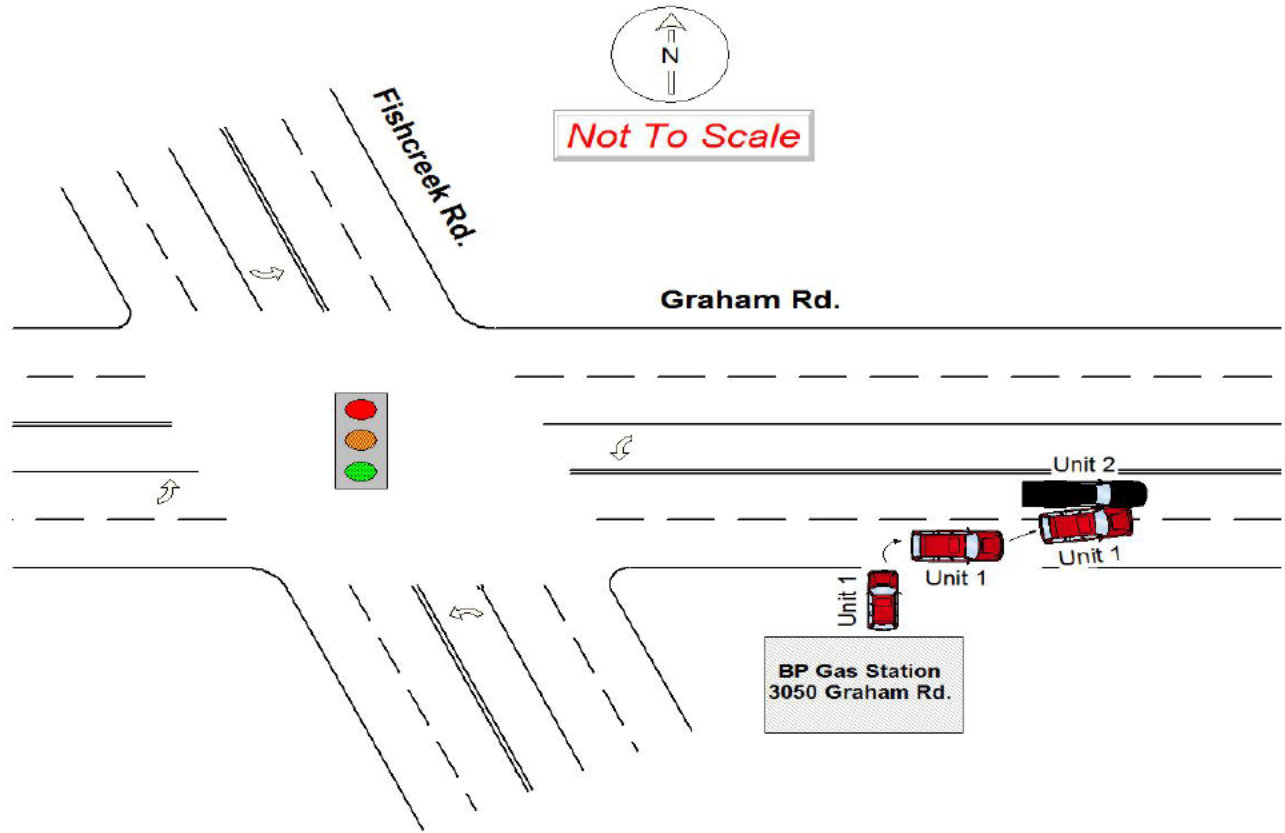 N
Not To Scale
Fishcreek Rd.
Graham Rd.
Unit 2
Unit 1
Unit 1
Unit 1
BP Gas Station
3050 Graham Rd.